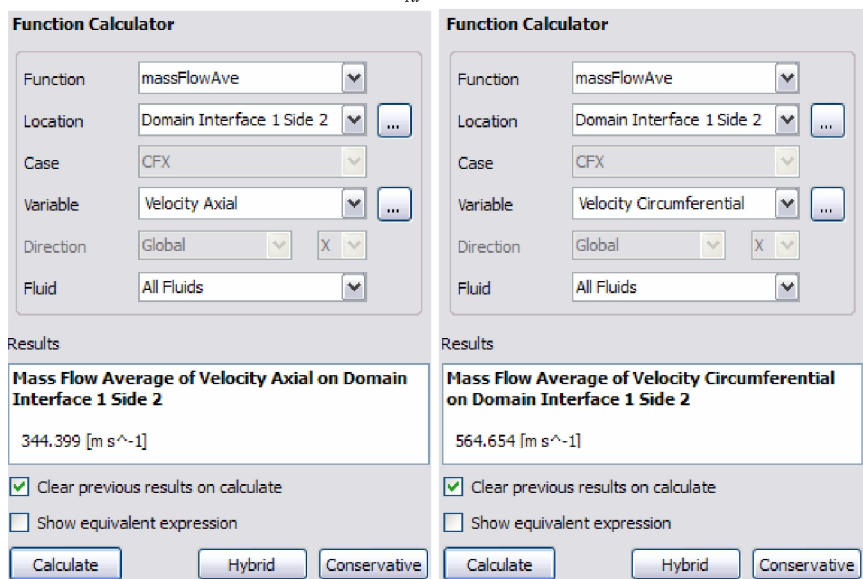 Function Calculator
Function massFlowAve
Location Domain Interface 1 Side 2 ...
Case CFX
Variable Velocity Axial ...
Direction Global X
Fluid All Fluids
Results
Mass Flow Average of Velocity Axial on Domain
Interface 1 Side 2
344.399 [m s^-1]
Clear previous results on calculate
Show equivalent expression
Calculate Hybrid Conservative
Function Calculator
Function massFlowAve
Location Domain Interface 1 Side 2 ...
Case CFX
Variable Velocity Circumferential ...
Direction Global X
Fluid All Fluids
Results
Mass Flow Average of Velocity Circumferential
on Domain Interface 1 Side 2
564.654 [m s^-1]
Clear previous results on calculate
Show equivalent expression
Calculate Hybrid Conservative